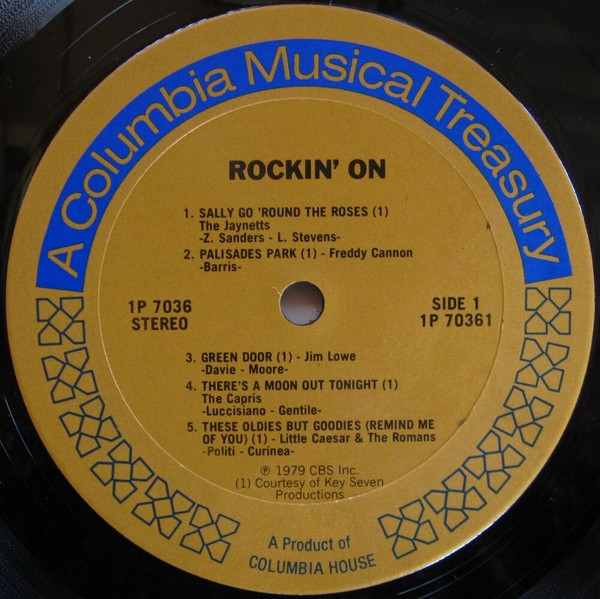 A Columbia Musical Treasury
ROCKIN' ON
1. SALLY GO 'ROUND THE ROSES (1)
The Jaynetts
-Z. Sanders - L. Stevens-
2. PALISADES PARK (1) - Freddy Cannon
-Barris-
1P 7036
STEREO
SIDE 1
1P 70361
3. GREEN DOOR (1) - Jim Lowe
-Davie - Moore-
4. THERE'S A MOON OUT TONIGHT (1)
The Capris
-Luccisiano - Gentile-
5. THESE OLDIES BUT GOODIES (REMIND ME
OF YOU) (1) - Little Caesar & The Romans
-Politi - Curinea-
℗ 1979 CBS Inc.
(1) Courtesy of Key Seven
Productions
A Product of
COLUMBIA HOUSE